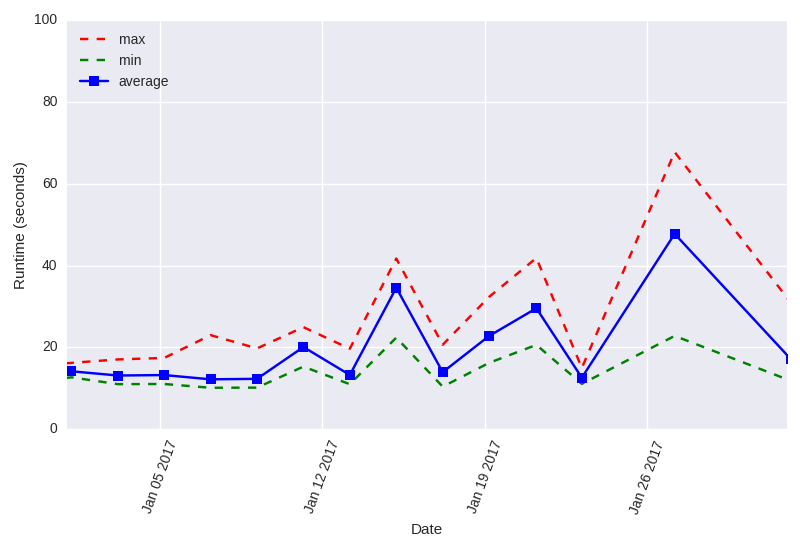 100
80
60
40
20
0
max
min
average
Runtime (seconds)
Jan 05 2017
Jan 12 2017
Jan 19 2017
Jan 26 2017
Date